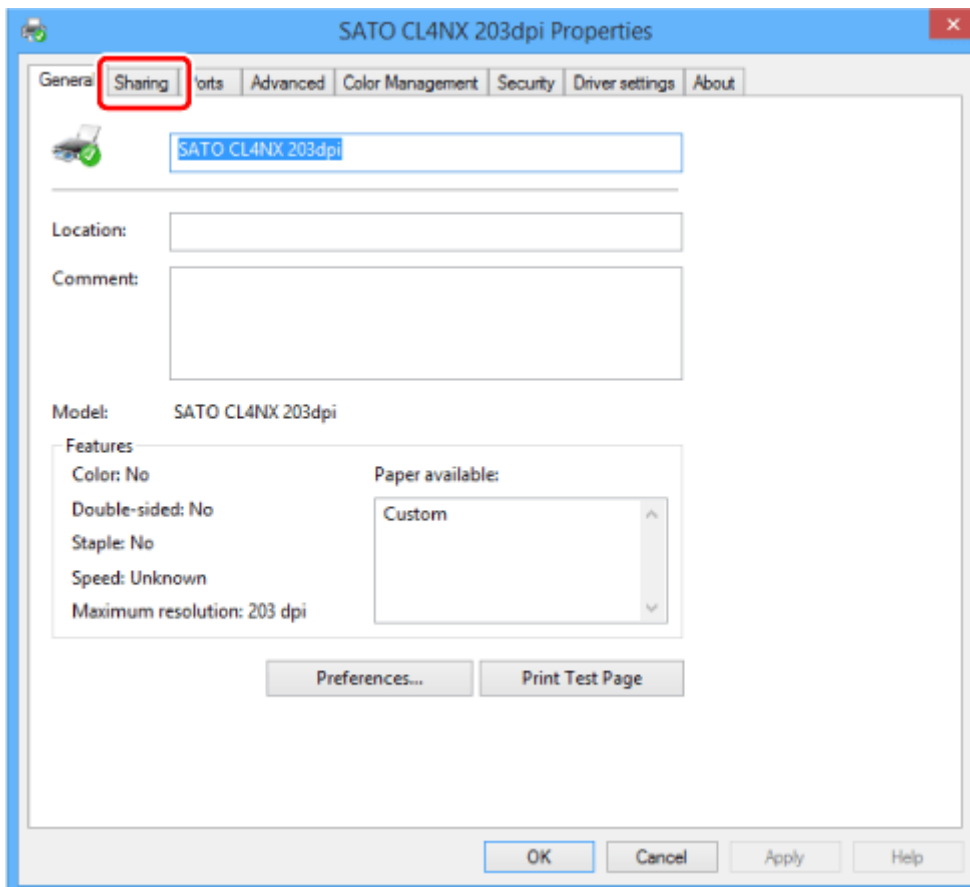 SATO CL4NX 203dpi Properties
General Sharing Ports Advanced Color Management Security Driver settings About
SATO CL4NX 203dpi
Location:
Comment:
Model: SATO CL4NX 203dpi
Features
Color: No Paper available:
Double-sided: No Custom
Staple: No
Speed: Unknown
Maximum resolution: 203 dpi
Preferences... Print Test Page
OK Cancel Apply Help